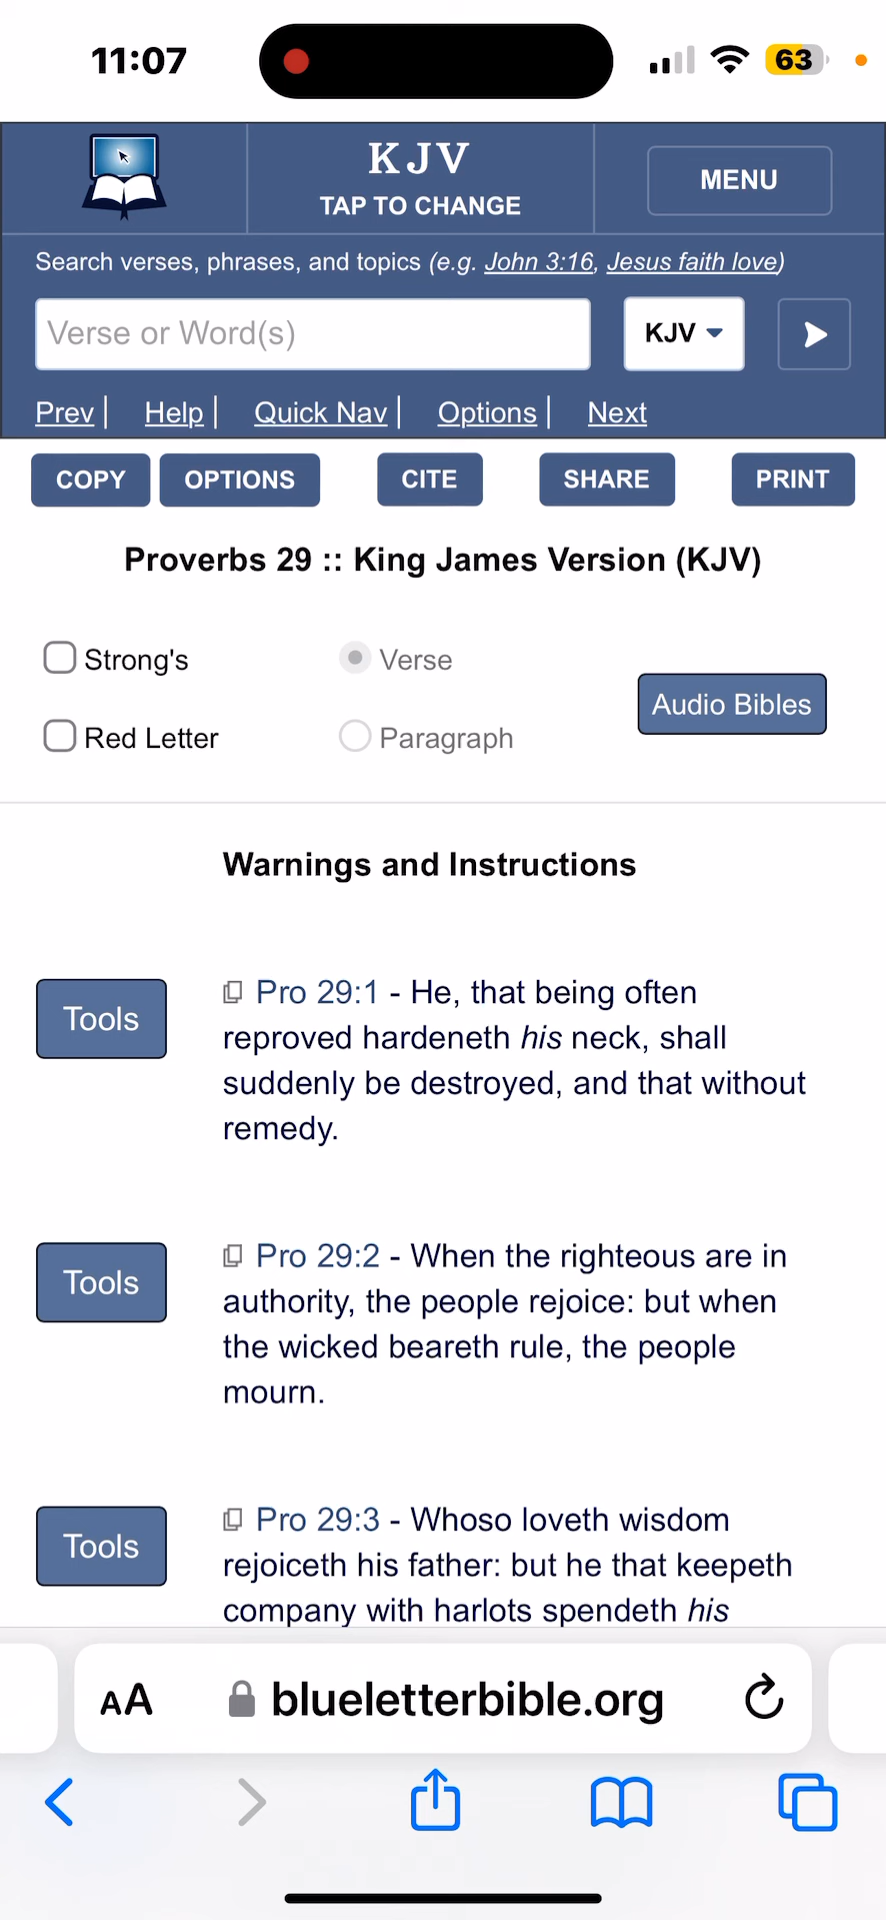 11:07
63
KJV
TAP TO CHANGE
MENU
Search verses, phrases, and topics (e.g. John 3:16, Jesus faith love)
Verse or Word(s)
KJV
Prev | Help | Quick Nav | Options | Next
COPY OPTIONS CITE SHARE PRINT
Proverbs 29 :: King James Version (KJV)
Strong's Verse
Audio Bibles
Red Letter Paragraph
Warnings and Instructions
Tools
Pro 29:1 - He, that being often
reproved hardeneth his neck, shall
suddenly be destroyed, and that without
remedy.
Tools
Pro 29:2 - When the righteous are in
authority, the people rejoice: but when
the wicked beareth rule, the people
mourn.
Tools
Pro 29:3 - Whoso loveth wisdom
rejoiceth his father: but he that keepeth
company with harlots spendeth his
AA blueletterbible.org